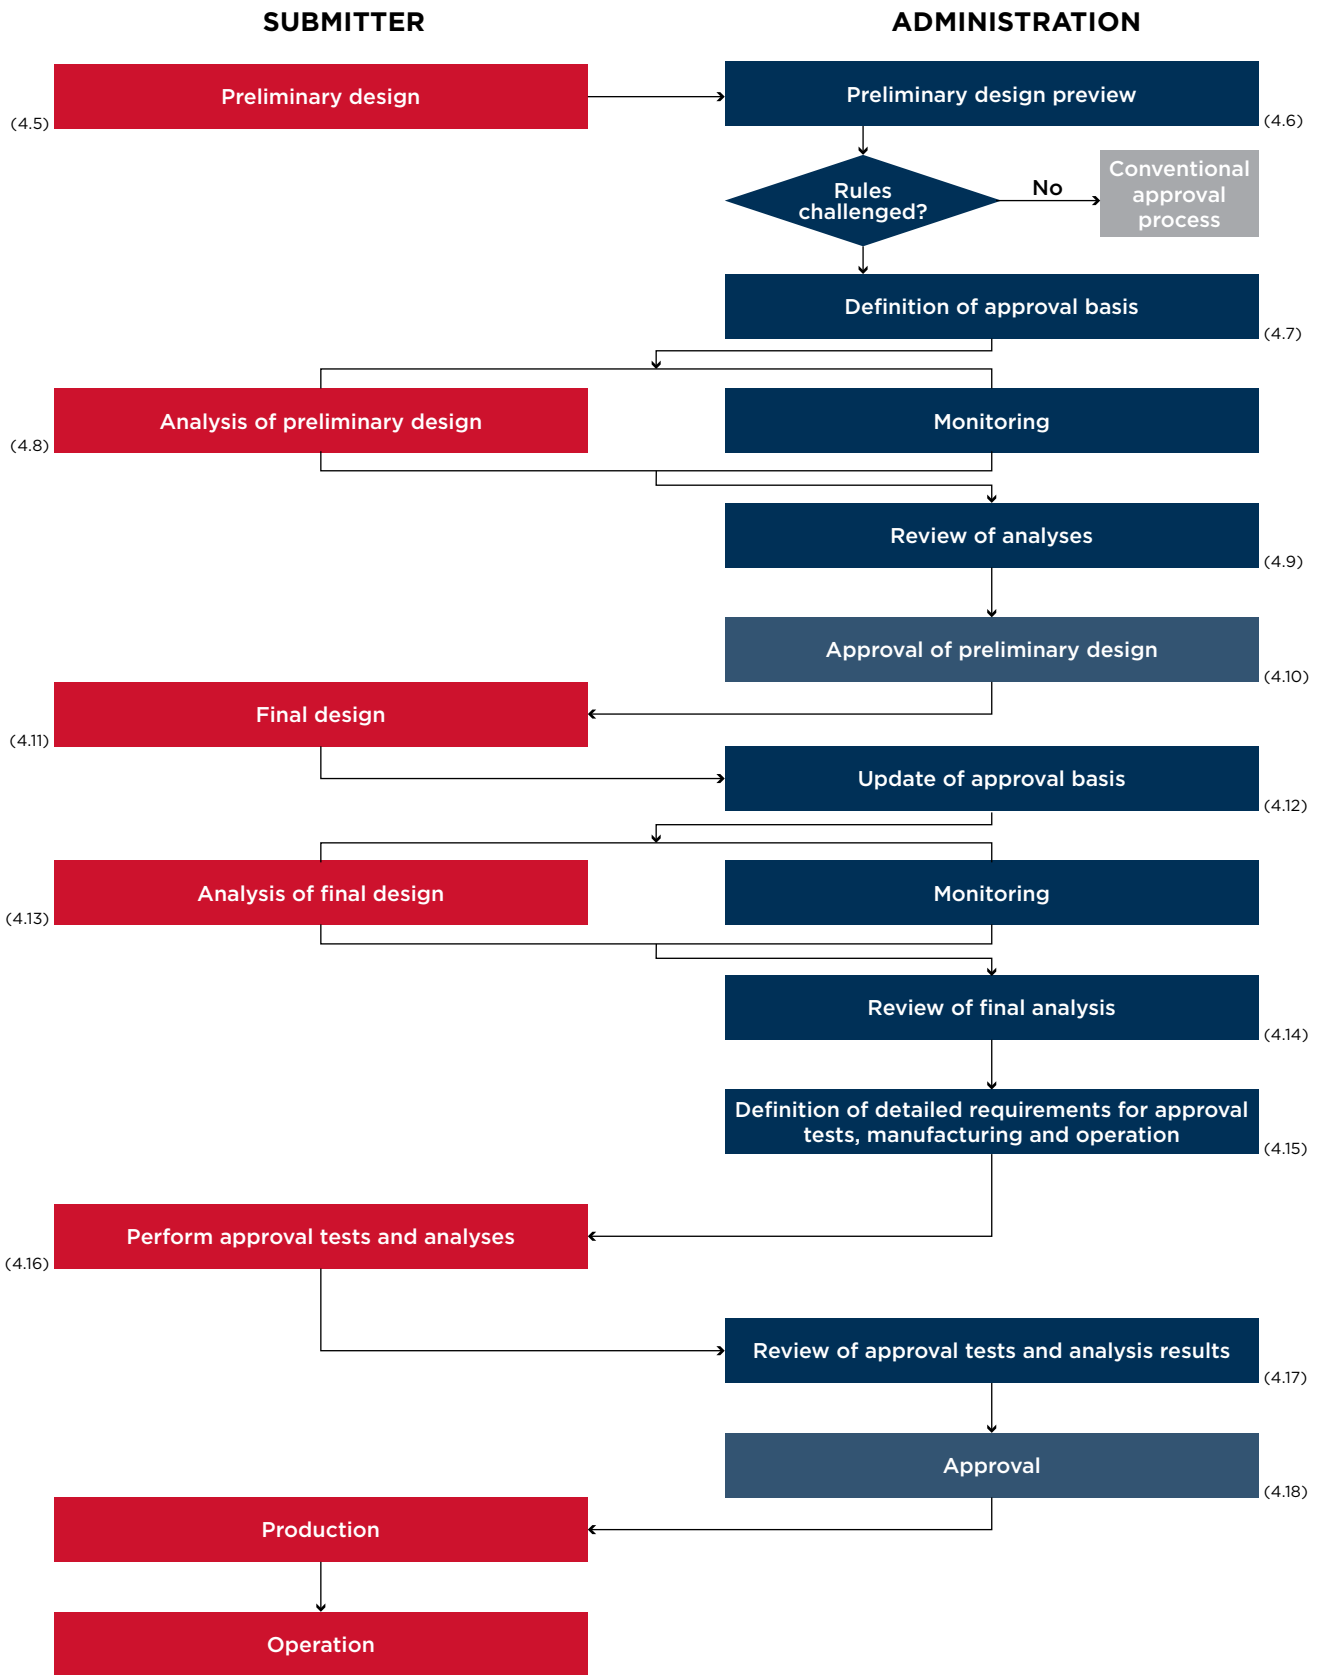 SUBMITTER
ADMINISTRATION
Preliminary design
(4.5)
Preliminary design preview
(4.6)
Rules
challenged?
No
Conventional
approval
process
Definition of approval basis
(4.7)
Analysis of preliminary design
(4.8)
Monitoring
Review of analyses
(4.9)
Approval of preliminary design
(4.10)
Final design
(4.11)
Update of approval basis
(4.12)
Analysis of final design
(4.13)
Monitoring
Review of final analysis
(4.14)
Definition of detailed requirements for approval
tests, manufacturing and operation
(4.15)
Perform approval tests and analyses
(4.16)
Review of approval tests and analysis results
(4.17)
Approval
(4.18)
Production
Operation